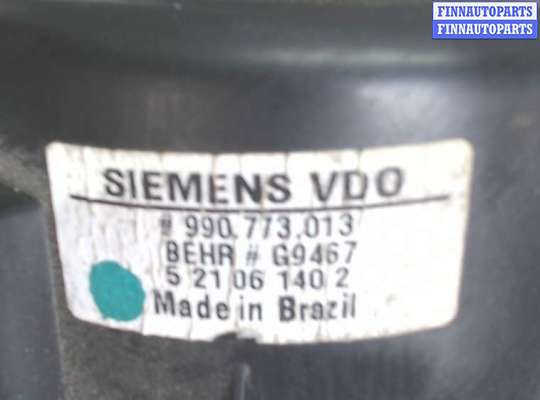 FINNAUTOPARTS
FINNAUTOPARTS
SIEMENS VDO
# 990.773.013
BEHR # G9467
5 21 06 140 2
Made in Brazil